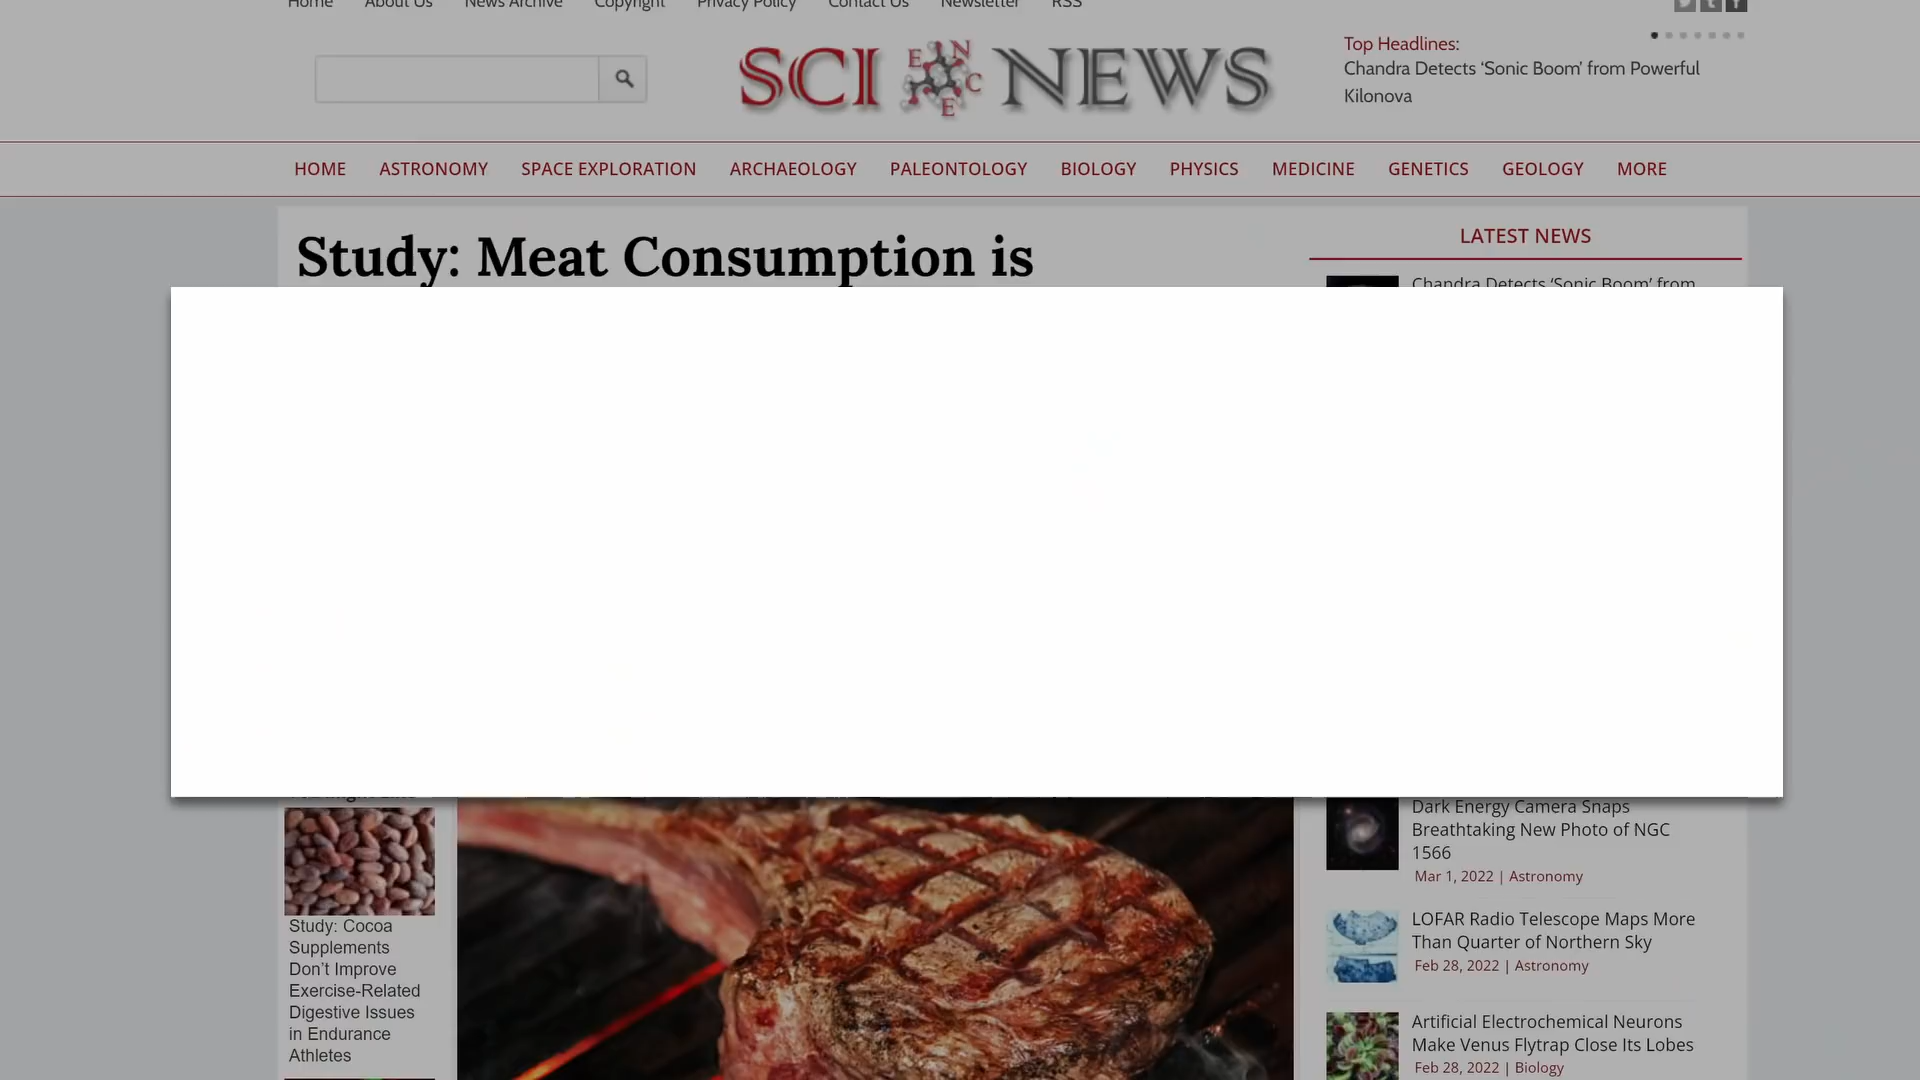 Home About Us News Archive Copyright Privacy Policy Contact Us Newsletter RSS
SCI ENCE NEWS
Top Headlines:
Chandra Detects ‘Sonic Boom’ from Powerful
Kilonova
HOME ASTRONOMY SPACE EXPLORATION ARCHAEOLOGY PALEONTOLOGY BIOLOGY PHYSICS MEDICINE GENETICS GEOLOGY MORE
Study: Meat Consumption is
LATEST NEWS
Chandra Detects ‘Sonic Boom’ from
Study: Cocoa
Supplements
Don’t Improve
Exercise-Related
Digestive Issues
in Endurance
Athletes
Dark Energy Camera Snaps
Breathtaking New Photo of NGC
1566
Mar 1, 2022 | Astronomy
LOFAR Radio Telescope Maps More
Than Quarter of Northern Sky
Feb 28, 2022 | Astronomy
Artificial Electrochemical Neurons
Make Venus Flytrap Close Its Lobes
Feb 28, 2022 | Biology